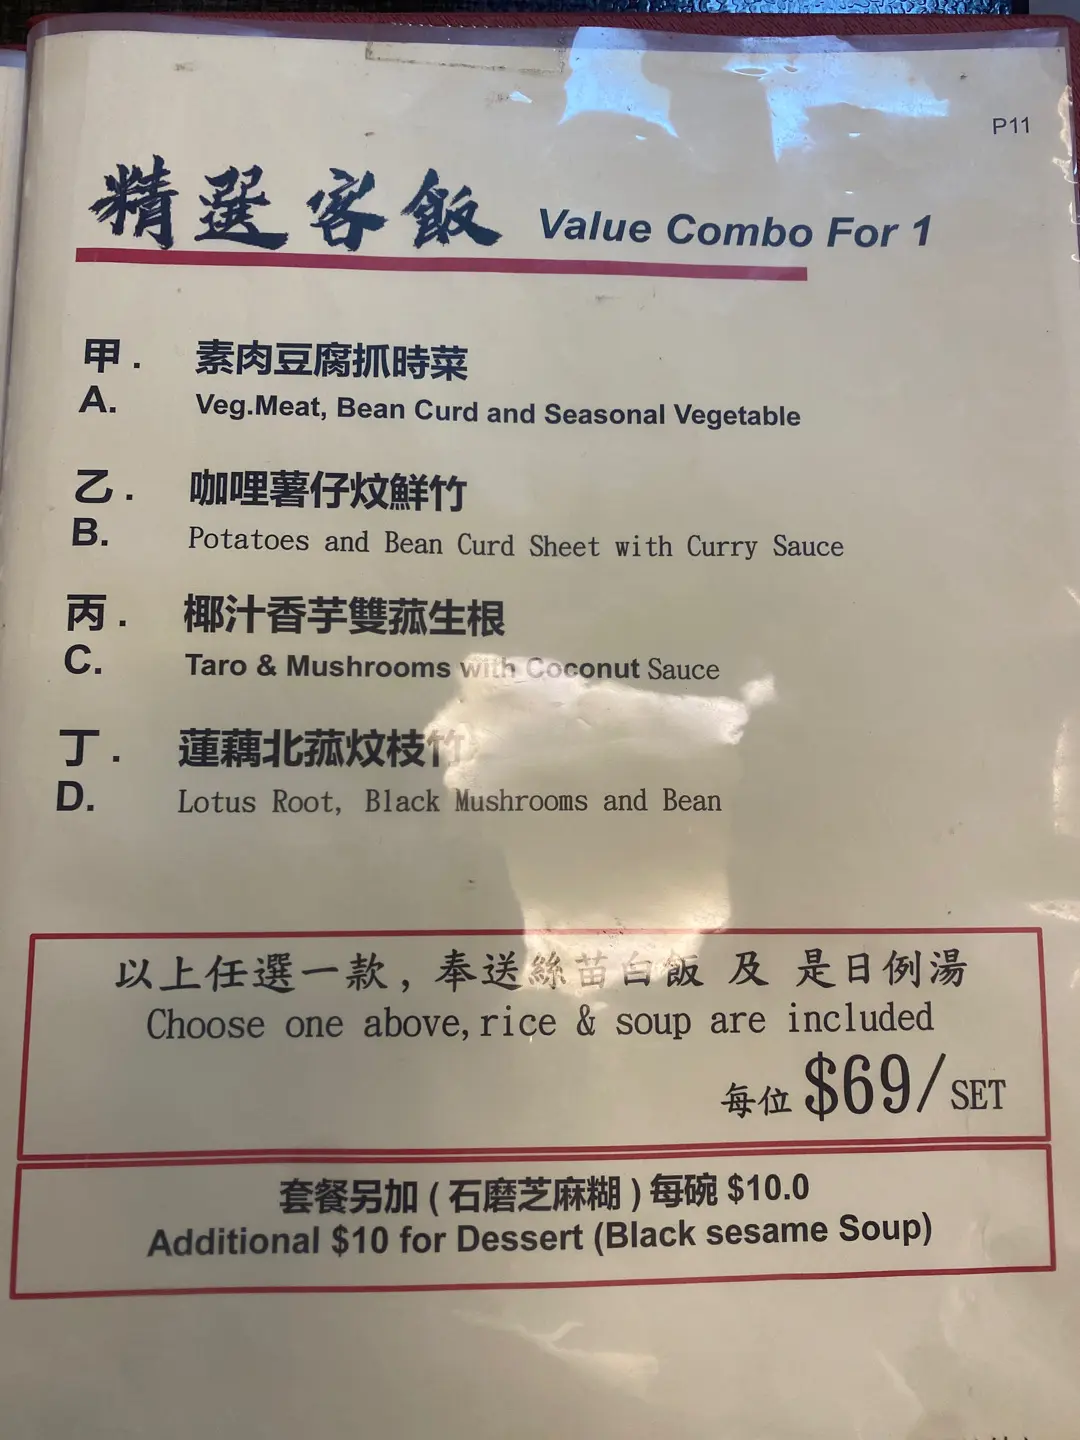 P11
精選客飯 Value Combo For 1
甲. 素肉豆腐抓時菜
A. Veg.Meat, Bean Curd and Seasonal Vegetable
乙. 咖哩薯仔炆鮮竹
B. Potatoes and Bean Curd Sheet with Curry Sauce
丙. 椰汁香芋雙菰生根
C. Taro & Mushrooms with Coconut Sauce
丁. 蓮藕北菰炆枝竹
D. Lotus Root, Black Mushrooms and Bean
以上任選一款, 奉送絲苗白飯 及 是日例湯
Choose one above,rice & soup are included
每位 $69/SET
套餐另加 (石磨芝麻糊) 每碗 $10.0
Additional $10 for Dessert (Black sesame Soup)